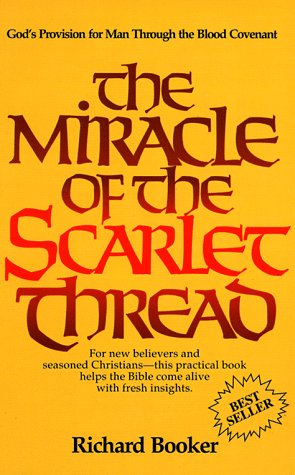 God's Provision for Man Through the Blood Covenant
the
MiRACLE
OF the
SCARLET
thREAD
For new believers and
seasoned Christians—this practical book
helps the Bible come alive
with fresh insights.
BEST
SELLER
Richard Booker